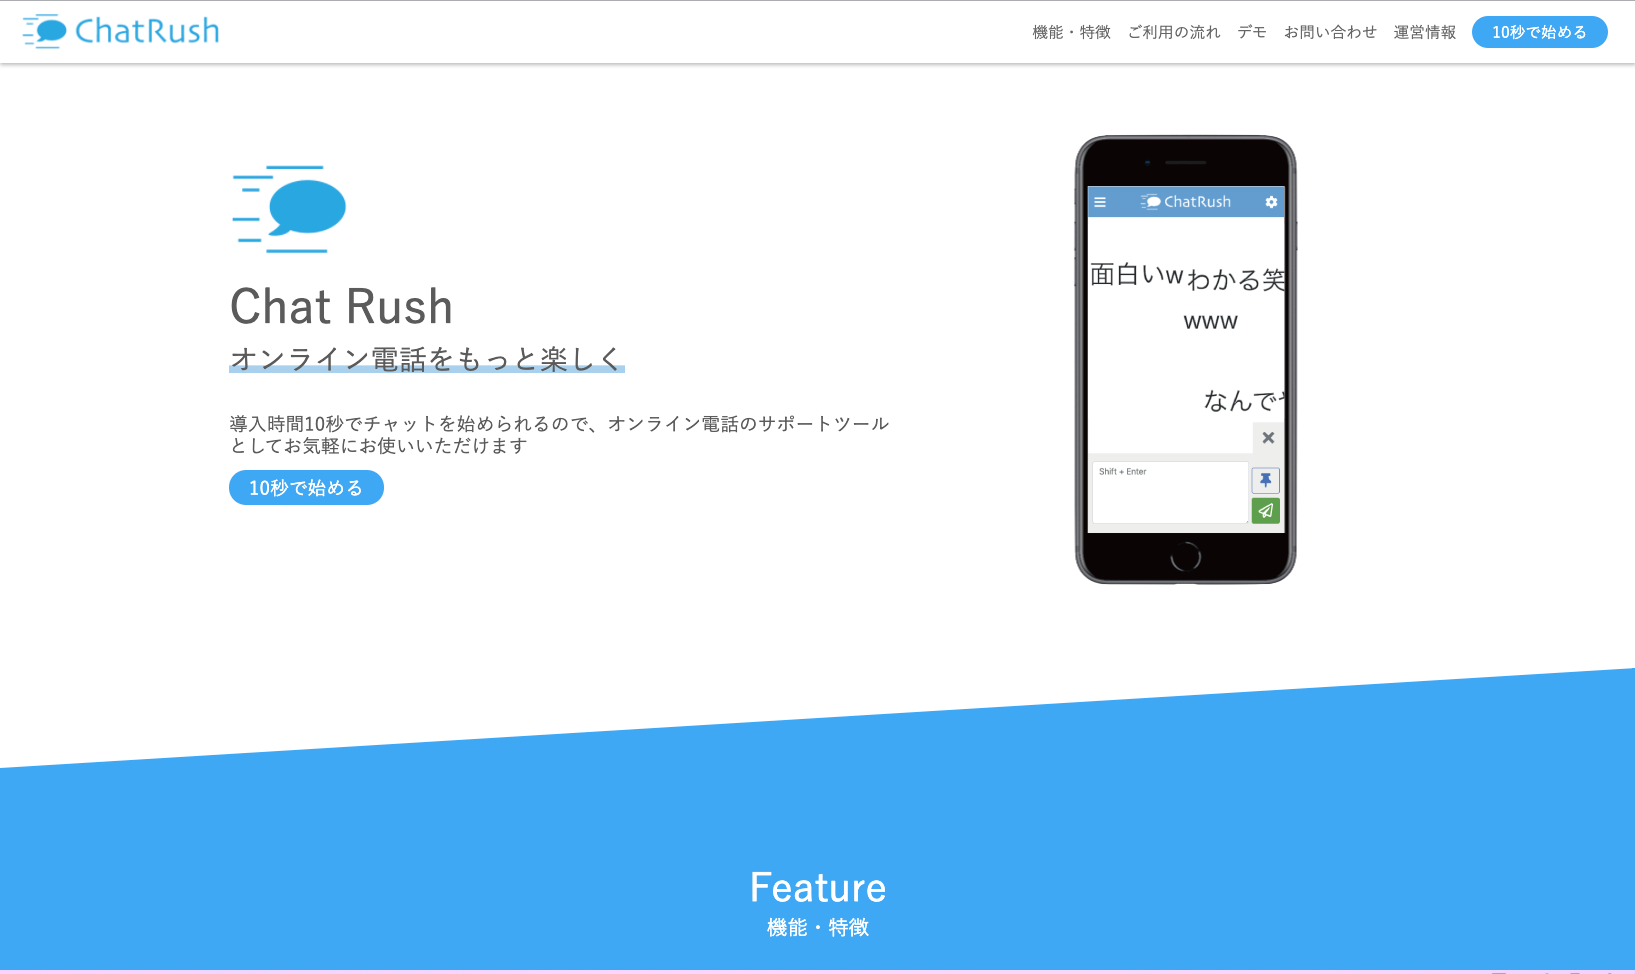 ChatRush
機能・特徴 ご利用の流れ デモ お問い合わせ 運営情報 10秒で始める
Chat Rush
オンライン電話をもっと楽しく
導入時間10秒でチャットを始められるので、オンライン電話のサポートツール
としてお気軽にお使いいただけます
10秒で始める
ChatRush
面白いw わかる笑
www
なんで
Shift + Enter
Feature
機能・特徴